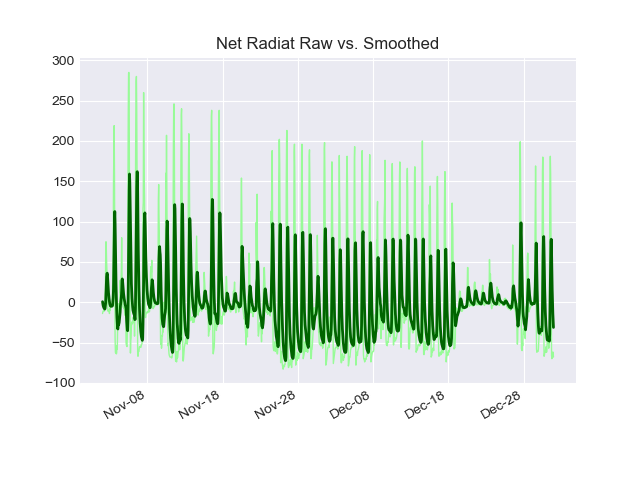 Net Radiat Raw vs. Smoothed
300
250
200
150
100
50
0
−50
−100
Nov-08
Nov-18
Nov-28
Dec-08
Dec-18
Dec-28